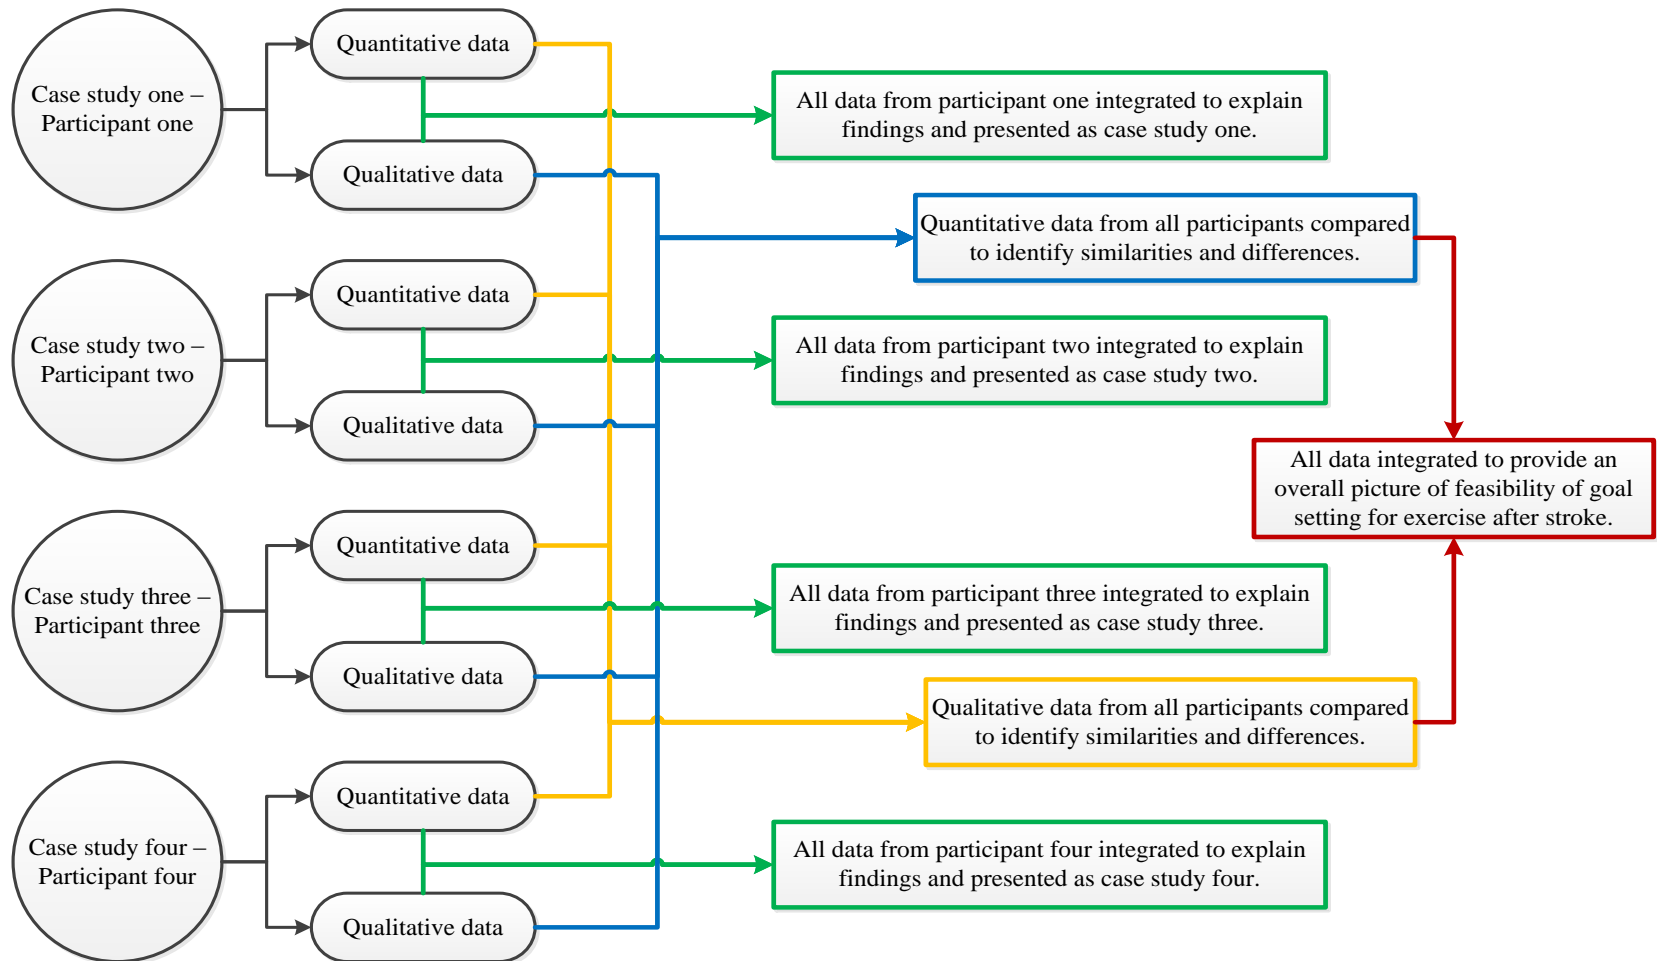 Case study one –
Participant one
Quantitative data
Qualitative data
All data from participant one integrated to explain
findings and presented as case study one.
Quantitative data from all participants compared
to identify similarities and differences.
Case study two –
Participant two
Quantitative data
Qualitative data
All data from participant two integrated to explain
findings and presented as case study two.
All data integrated to provide an
overall picture of feasibility of goal
setting for exercise after stroke.
Case study three –
Participant three
Quantitative data
Qualitative data
All data from participant three integrated to explain
findings and presented as case study three.
Qualitative data from all participants compared
to identify similarities and differences.
Case study four –
Participant four
Quantitative data
Qualitative data
All data from participant four integrated to explain
findings and presented as case study four.